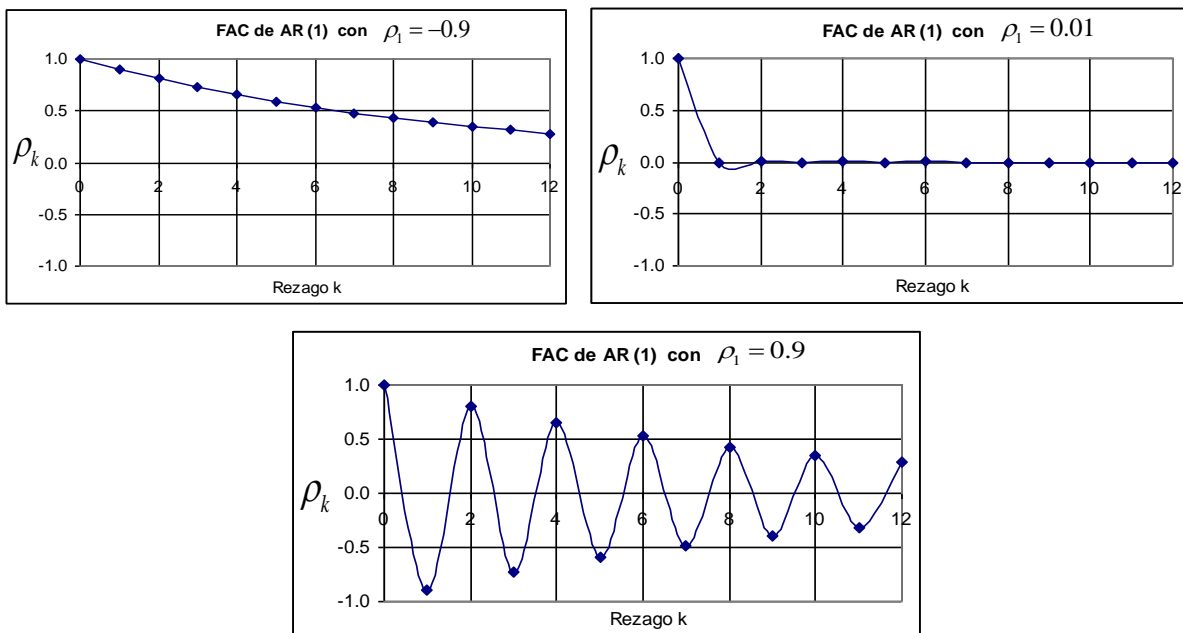 FAC de AR (1) con ρ₁ = −0.9
1.0
0.5
ρₖ
0.0
0 2 4 6 8 10 12
-0.5
-1.0
Rezago k
FAC de AR (1) con ρ₁ = 0.01
1.0
0.5
ρₖ
0.0
0 2 4 6 8 10 12
-0.5
-1.0
Rezago k
FAC de AR (1) con ρ₁ = 0.9
1.0
0.5
ρₖ
0.0
0 2 4 6 8 10 12
-0.5
-1.0
Rezago k